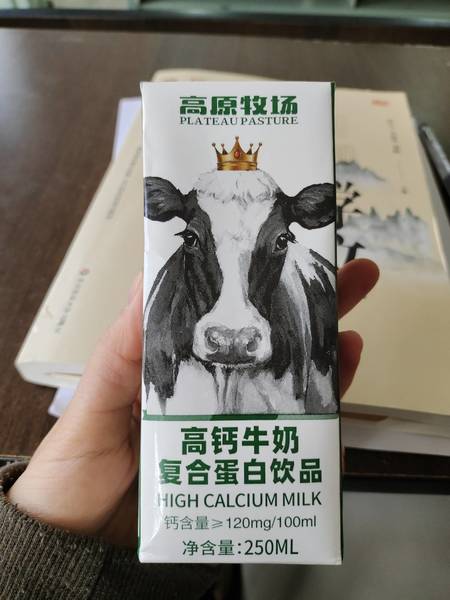 高原牧场
PLATEAU PASTURE
高钙牛奶
复合蛋白饮品
HIGH CALCIUM MILK
钙含量≥120mg/100ml
净含量:250ML